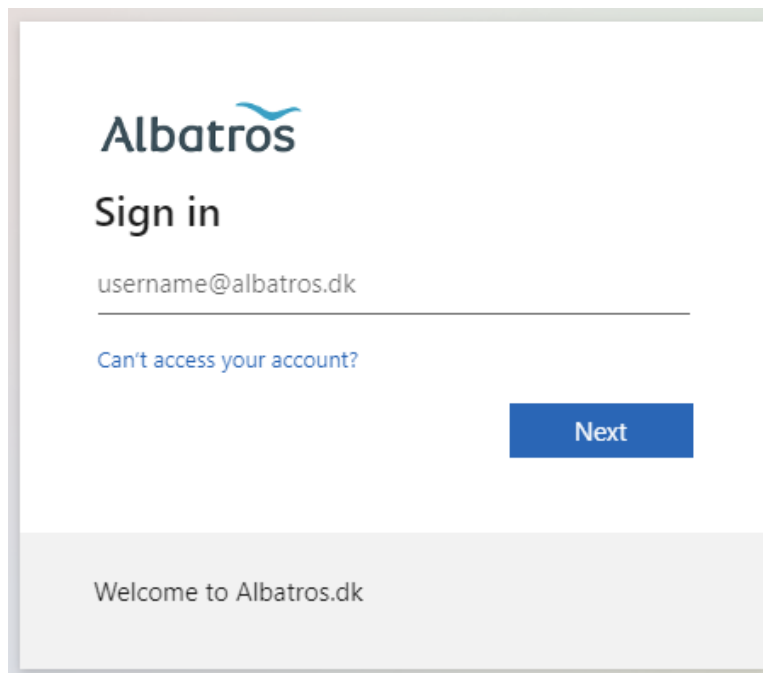 Albatros
Sign in
username@albatros.dk
Can't access your account?
Next
Welcome to Albatros.dk